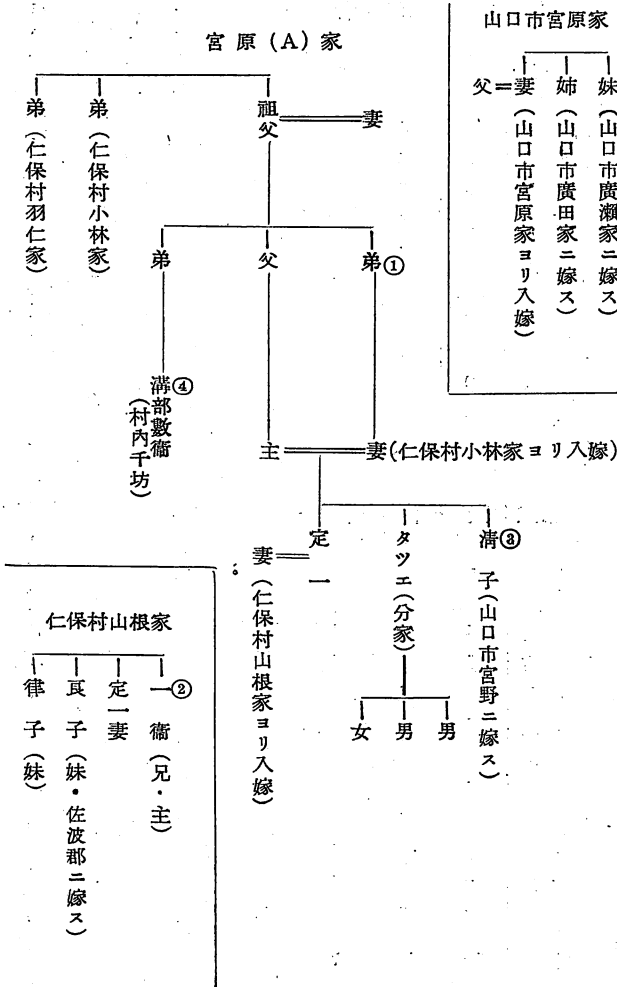 宮原(A)家
山口市宮原家
妹(山口市廣瀬家ニ嫁ス)
姉(山口市廣田家ニ嫁ス)
父=妻(山口市宮原家ヨリ入嫁)
祖父
妻
弟(仁保村小林家)
弟(仁保村羽仁家)
弟①
父
弟
④
溝部數衞
(村内千坊)
主
妻(仁保村小林家ヨリ入嫁)
清子(山口市宮野ニ嫁ス)③
タツエ(分家)
定一
妻(仁保村山根家ヨリ入嫁)
男
男
女
仁保村山根家
一衞(兄・主)②
定一妻
良子(妹・佐波郡ニ嫁ス)
律子(妹)